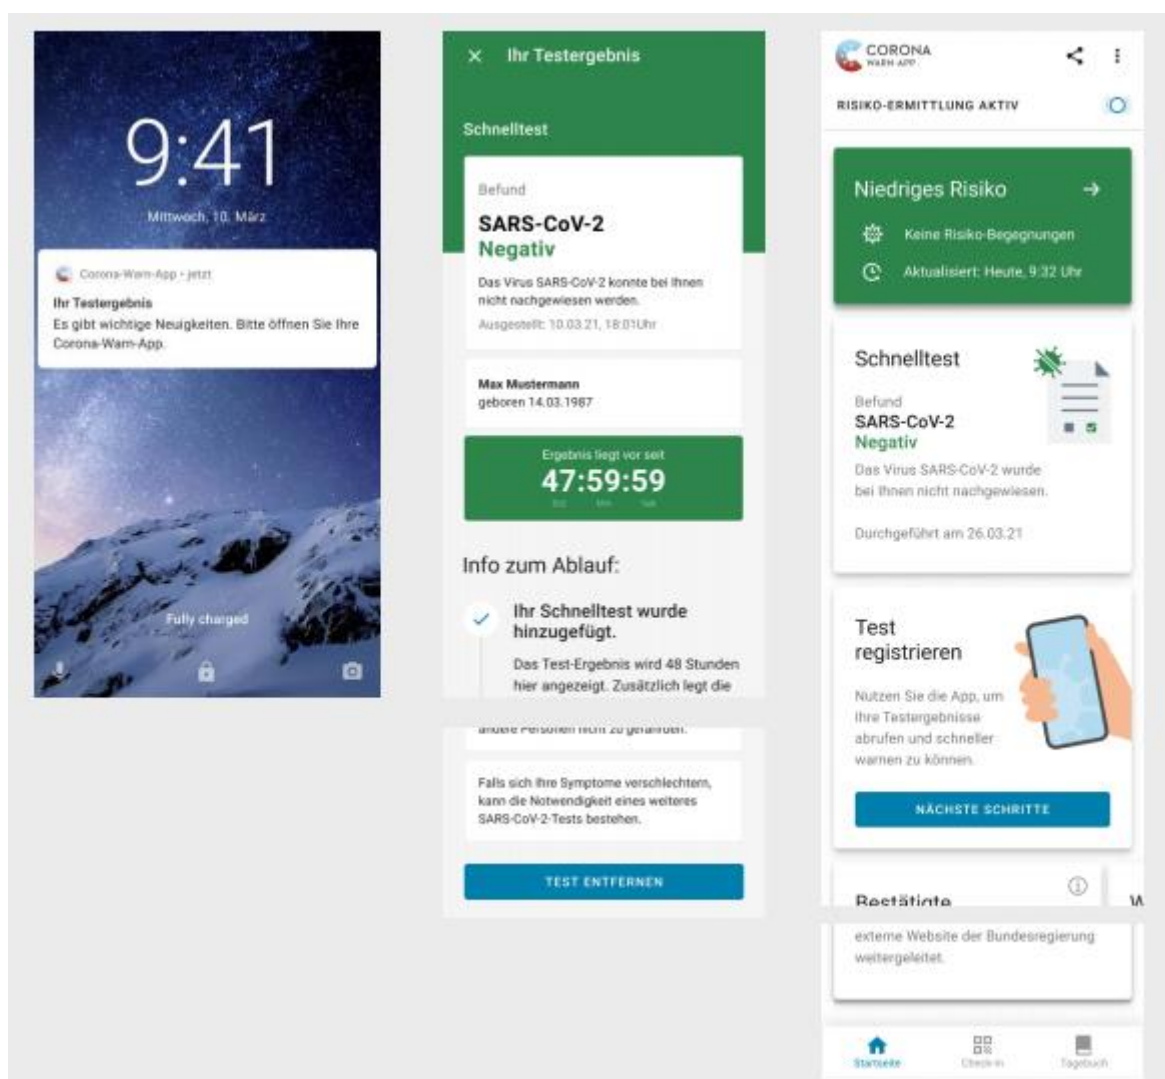 9:41
Mittwoch, 10. März
Corona-Warn-App • jetzt
Ihr Testergebnis
Es gibt wichtige Neuigkeiten. Bitte öffnen Sie Ihre
Corona-Warn-App.
Fully charged
Ihr Testergebnis
Schnelltest
Befund
SARS-CoV-2
Negativ
Das Virus SARS-CoV-2 konnte bei Ihnen
nicht nachgewiesen werden.
Ausgestellt: 10.03.21, 18:01Uhr
Max Mustermann
geboren 14.03.1987
Ergebnis liegt vor seit
47:59:59
Info zum Ablauf:
Ihr Schnelltest wurde
hinzugefügt.
Das Test-Ergebnis wird 48 Stunden
hier angezeigt. Zusätzlich legt die
andere Personen nicht zu gefährden.
Falls sich Ihre Symptome verschlechtern,
kann die Notwendigkeit eines weiteres
SARS-CoV-2-Tests bestehen.
TEST ENTFERNEN
CORONA
WARN APP
RISIKO-ERMITTLUNG AKTIV
Niedriges Risiko
Keine Risiko-Begegnungen
Aktualisiert: Heute, 9:32 Uhr
Schnelltest
Befund
SARS-CoV-2
Negativ
Das Virus SARS-CoV-2 wurde
bei Ihnen nicht nachgewiesen.
Durchgeführt am 26.03.21
Test
registrieren
Nutzen Sie die App, um
Ihre Testergebnisse
abrufen und schneller
warnen zu können.
NÄCHSTE SCHRITTE
Bestätigte
externe Website der Bundesregierung
weitergeleitet.
Startseite
Check-in
Tagebuch